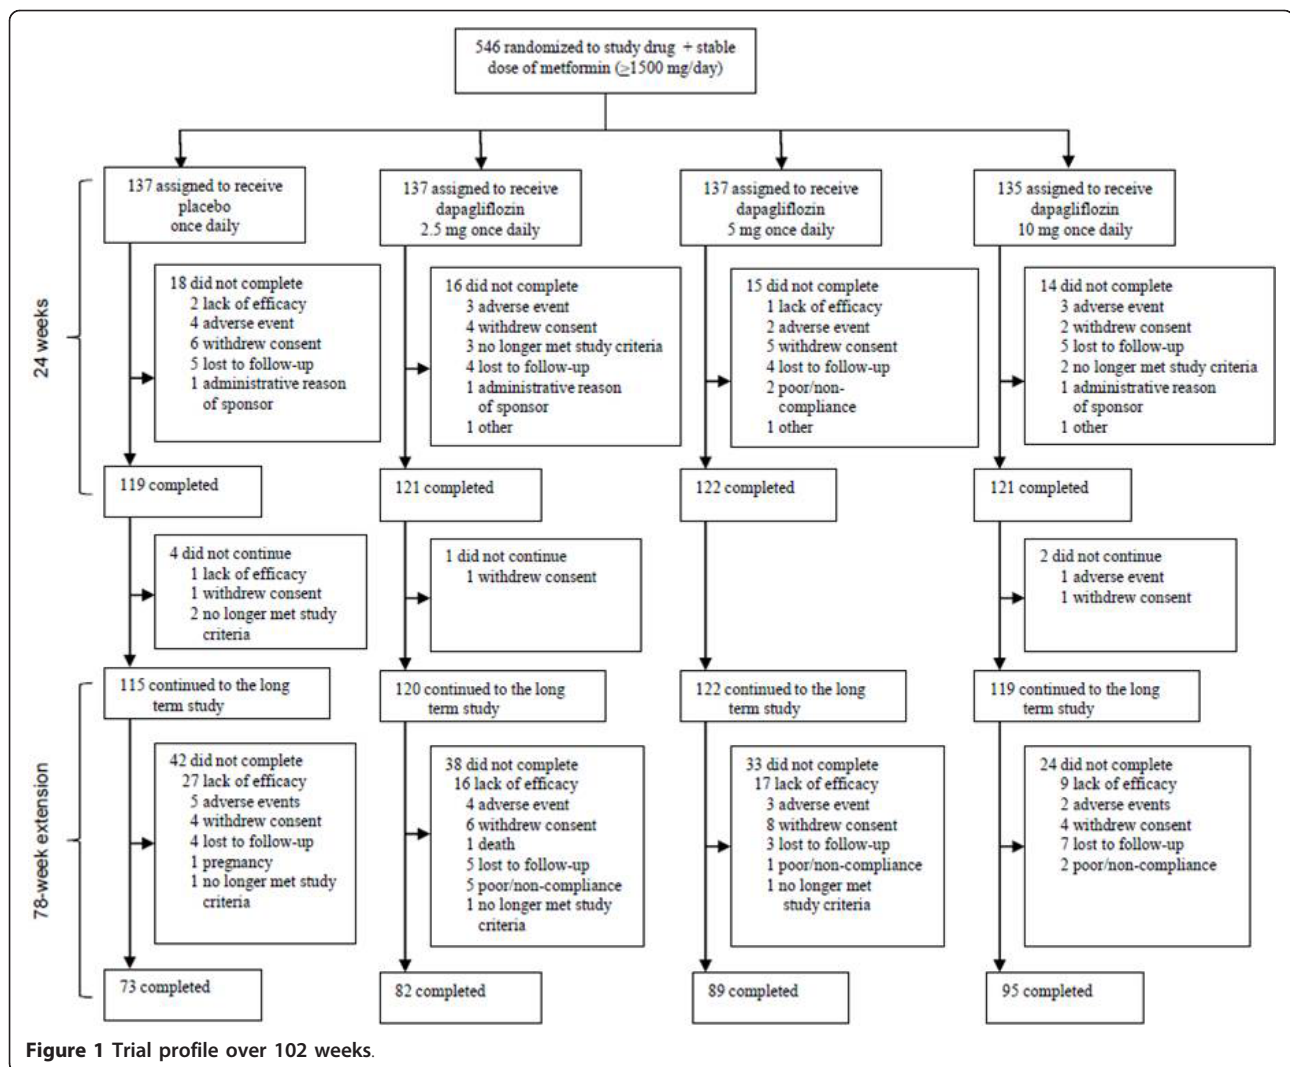 546 randomized to study drug + stable
dose of metformin (≥1500 mg/day)
24 weeks
137 assigned to receive
placebo
once daily
137 assigned to receive
dapagliflozin
2.5 mg once daily
137 assigned to receive
dapagliflozin
5 mg once daily
135 assigned to receive
dapagliflozin
10 mg once daily
18 did not complete
2 lack of efficacy
4 adverse event
6 withdrew consent
5 lost to follow-up
1 administrative reason
of sponsor
16 did not complete
3 adverse event
4 withdrew consent
3 no longer met study criteria
4 lost to follow-up
1 administrative reason
of sponsor
1 other
15 did not complete
1 lack of efficacy
2 adverse event
5 withdrew consent
4 lost to follow-up
2 poor/non-
compliance
1 other
14 did not complete
3 adverse event
2 withdrew consent
5 lost to follow-up
2 no longer met study criteria
1 administrative reason
of sponsor
1 other
119 completed
121 completed
122 completed
121 completed
4 did not continue
1 lack of efficacy
1 withdrew consent
2 no longer met study
criteria
1 did not continue
1 withdrew consent
2 did not continue
1 adverse event
1 withdrew consent
78-week extension
115 continued to the long
term study
120 continued to the long
term study
122 continued to the long
term study
119 continued to the long
term study
42 did not complete
27 lack of efficacy
5 adverse events
4 withdrew consent
4 lost to follow-up
1 pregnancy
1 no longer met study
criteria
38 did not complete
16 lack of efficacy
4 adverse event
6 withdrew consent
1 death
5 lost to follow-up
5 poor/non-compliance
1 no longer met study
criteria
33 did not complete
17 lack of efficacy
3 adverse event
8 withdrew consent
3 lost to follow-up
1 poor/non-compliance
1 no longer met
study criteria
24 did not complete
9 lack of efficacy
2 adverse events
4 withdrew consent
7 lost to follow-up
2 poor/non-compliance
73 completed
82 completed
89 completed
95 completed
Figure 1 Trial profile over 102 weeks.